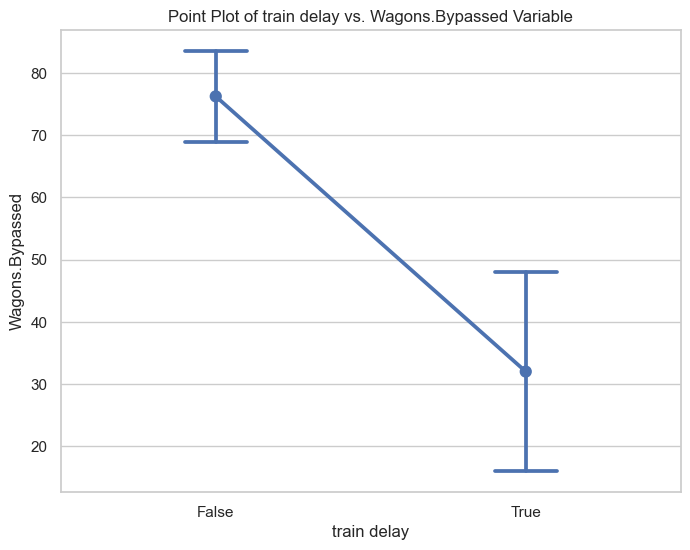 Point Plot of train delay vs. Wagons.Bypassed Variable
Wagons.Bypassed
80
70
60
50
40
30
20
False
True
train delay